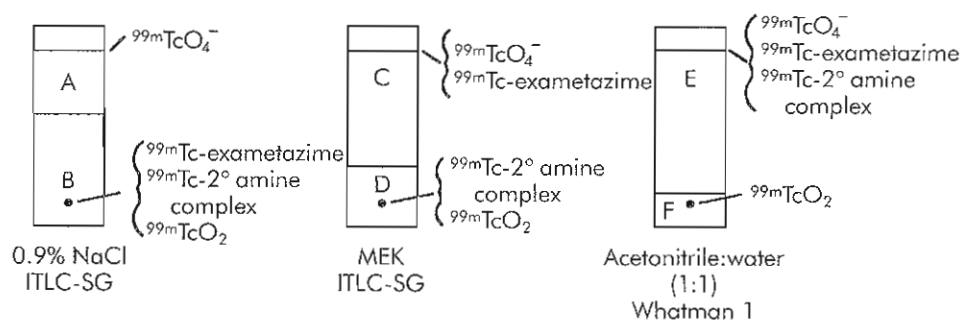 ⁹⁹ᵐTcO₄⁻
A
B
⁹⁹ᵐTc-exametazime
⁹⁹ᵐTc-2° amine
complex
⁹⁹ᵐTcO₂
0.9% NaCl
ITLC-SG
⁹⁹ᵐTcO₄⁻
⁹⁹ᵐTc-exametazime
C
D
⁹⁹ᵐTc-2° amine
complex
⁹⁹ᵐTcO₂
MEK
ITLC-SG
⁹⁹ᵐTcO₄⁻
⁹⁹ᵐTc-exametazime
⁹⁹ᵐTc-2° amine
complex
E
F
⁹⁹ᵐTcO₂
Acetonitrile:water
(1:1)
Whatman 1